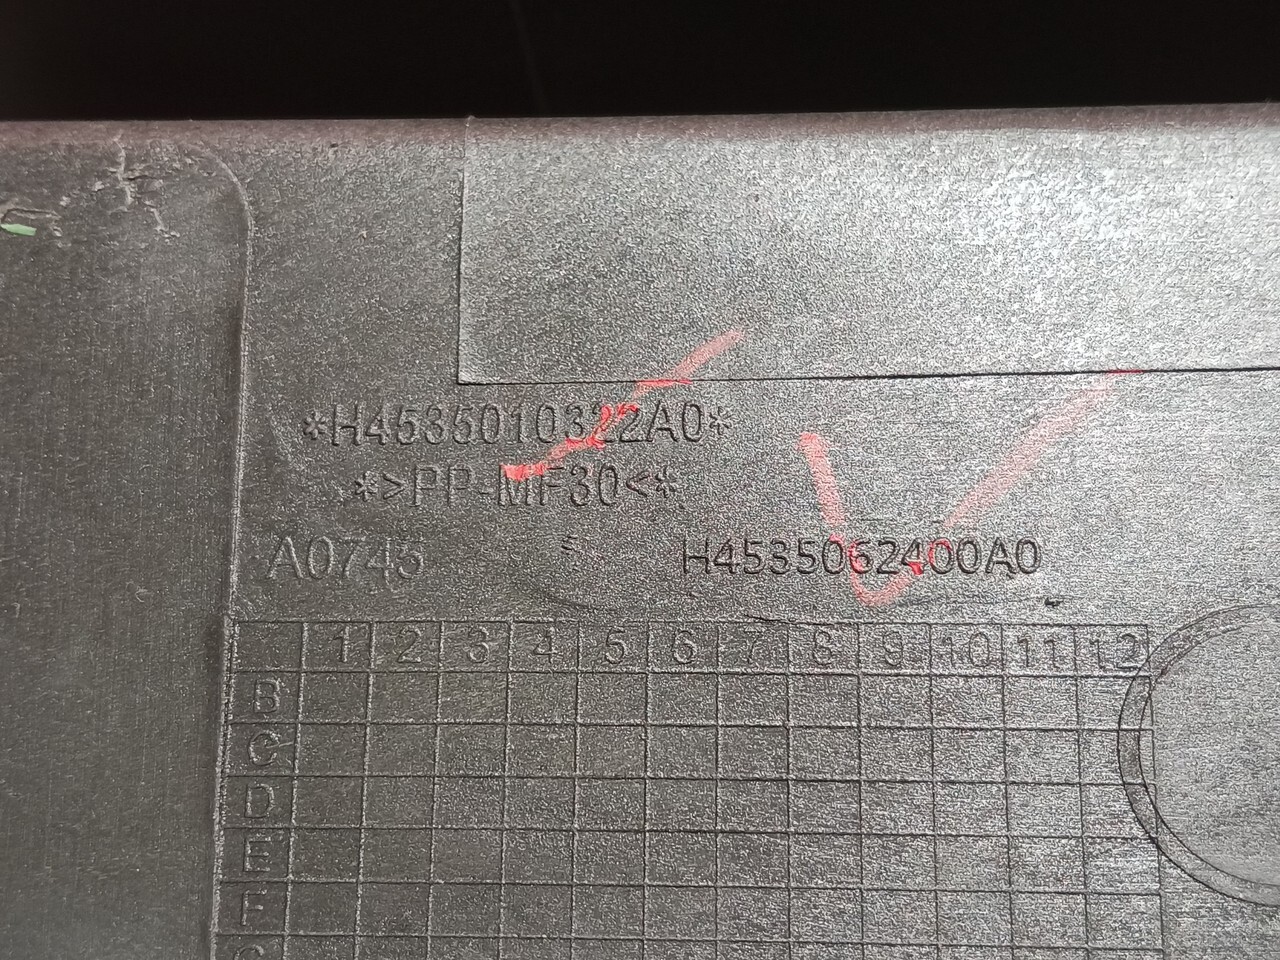 *H4535010322A0*
*>PP-MF30<*
A0745
H4535062400A0
1 2 3 4 5 6 7 8 9 10 11 12
B
C
D
E
F